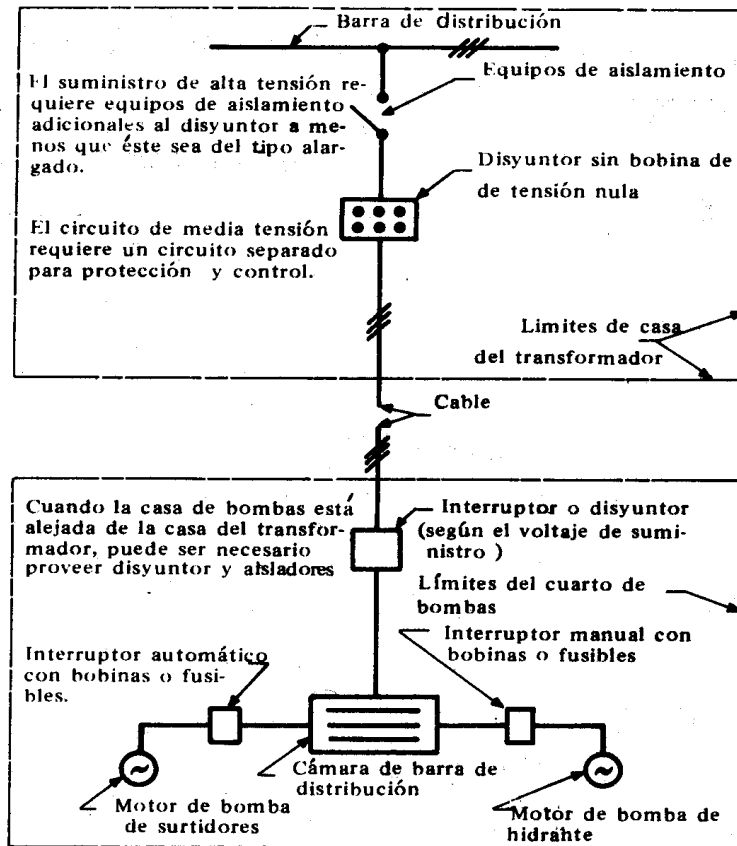 Barra de distribución
Equipos de aislamiento
El suministro de alta tensión re-
quiere equipos de aislamiento
adicionales al disyuntor a me-
nos que éste sea del tipo alar-
gado.
Disyuntor sin bobina de
de tensión nula
El circuito de media tensión
requiere un circuito separado
para protección y control.
Limites de casa
del transformador
Cable
Cuando la casa de bombas está
alejada de la casa del transfor-
mador, puede ser necesario
proveer disyuntor y aisladores
Interruptor o disyuntor
(según el voltaje de sumi-
nistro )
Límites del cuarto de
bombas
Interruptor manual con
bobinas o fusibles
Interruptor automático
con bobinas o fusi-
bles.
Cámara de barra de
distribución
Motor de bomba
de surtidores
Motor de bomba de
hidrante